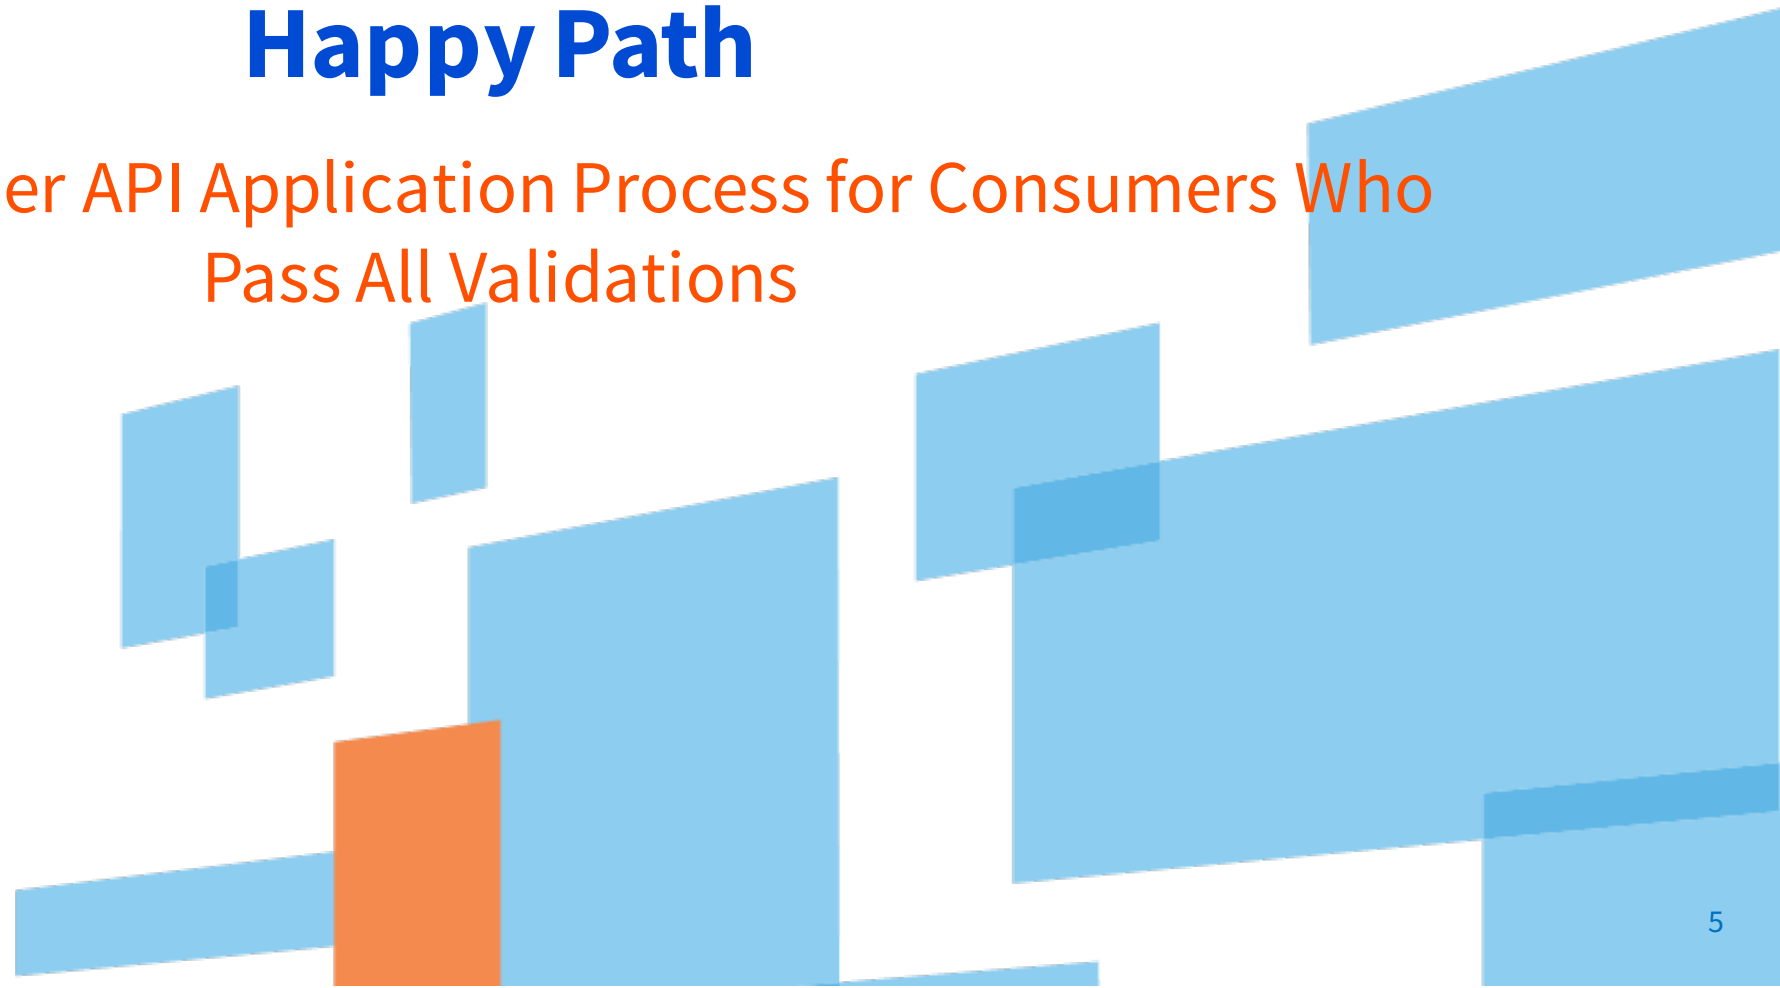 Happy Path
er API Application Process for Consumers Who
Pass All Validations
5